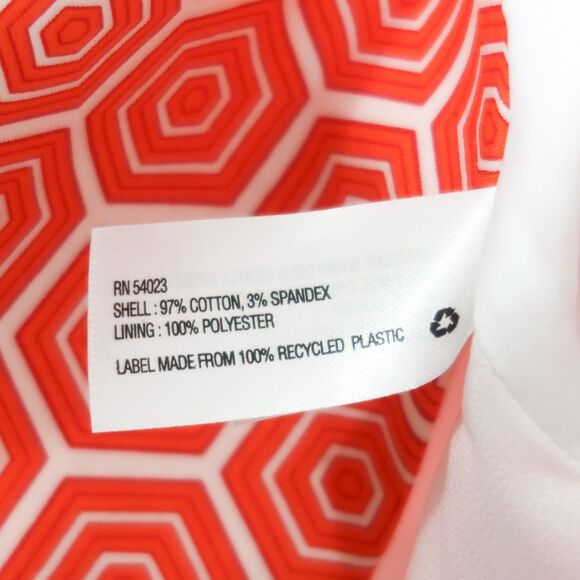 RN 54023
SHELL : 97% COTTON, 3% SPANDEX
LINING : 100% POLYESTER
LABEL MADE FROM 100% RECYCLED PLASTIC